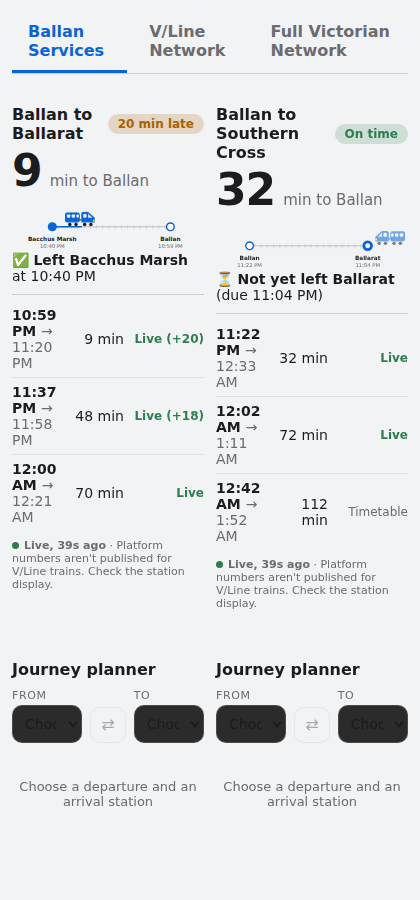 Ballan
Services
V/Line
Network
Full Victorian
Network
Ballan to
Ballarat
20 min late
9 min to Ballan
Bacchus Marsh
10:40 PM
Ballan
10:59 PM
✅ Left Bacchus Marsh
at 10:40 PM
10:59
PM →
11:20
PM
9 min
Live (+20)
11:37
PM →
11:58
PM
48 min
Live (+18)
12:00
AM →
12:21
AM
70 min
Live
Live, 39s ago · Platform
numbers aren't published for
V/Line trains. Check the station
display.
Ballan to
Southern
Cross
On time
32 min to Ballan
Ballan
11:22 PM
Ballarat
11:04 PM
⏳ Not yet left Ballarat
(due 11:04 PM)
11:22
PM →
12:33
AM
32 min
Live
12:02
AM →
1:11
AM
72 min
Live
12:42
AM →
1:52
AM
112
min
Timetable
Live, 39s ago · Platform
numbers aren't published for
V/Line trains. Check the station
display.
Journey planner
FROM
TO
Choc
⇄
Choc
Choose a departure and an
arrival station
Journey planner
FROM
TO
Choc
⇄
Choc
Choose a departure and an
arrival station